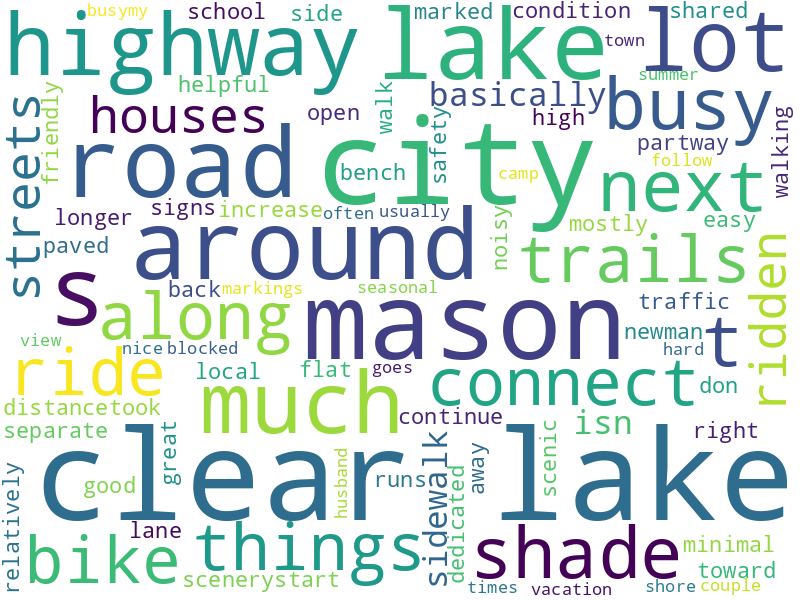 busymy school side marked condition shared
highway lake lot
town
helpful summer
friendly streets houses open walk safety basically high busy
partway walking
road city bench camp follow next
longer signs increase often usually noisy mostly easy
paved around trails ridden
s back markings seasonal traffic
along mason newman t
view nice blocked hard
ride local flat goes connect don
distancetook much continue isn right
separate
clear lake
great good husband runs sidewalk dedicated away scenic
relatively lane shade minimal
bike things toward
scenerystart times vacation shore couple